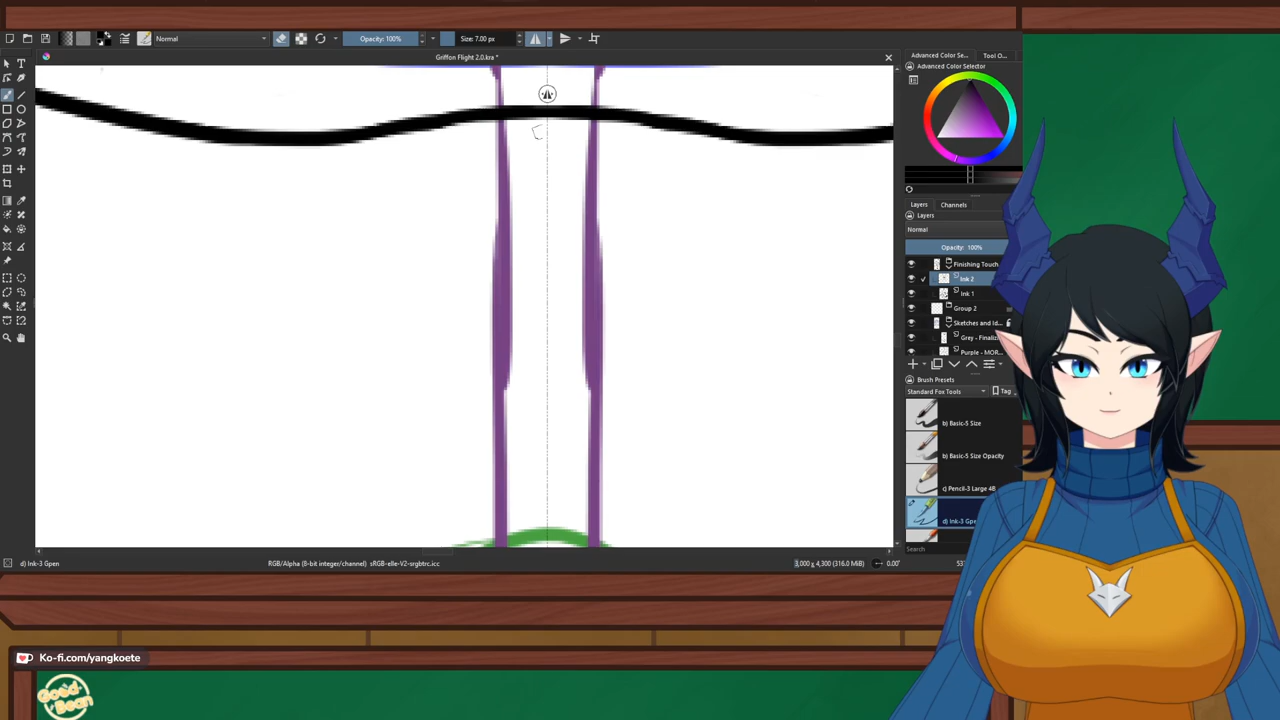 Normal
Opacity: 100%
Size: 7.00 px
Griffon Flight 2.0.kra *
Advanced Color Se...
Tool O...
Advanced Color Selector
Layers
Channels
Layers
Normal
Opacity: 100%
Finishing Touch
Ink 2
Ink 1
Group 2
Sketches and Id...
Grey - Finaliz
Purple - MOR
Brush Presets
Standard Fox Tools
Tag
b) Basic-5 Size
b) Basic-5 Size Opacity
c) Pencil-3 Large 4B
d) Ink-3 Gpe
Search
d) Ink-3 Gpen
RGB/Alpha (8-bit integer/channel) sRGB-elle-V2-srgbtrc.icc
3,000 x 4,300 (316.0 MiB)
0.00°
53
Ko-fi.com/yangkoete
Good
Bean